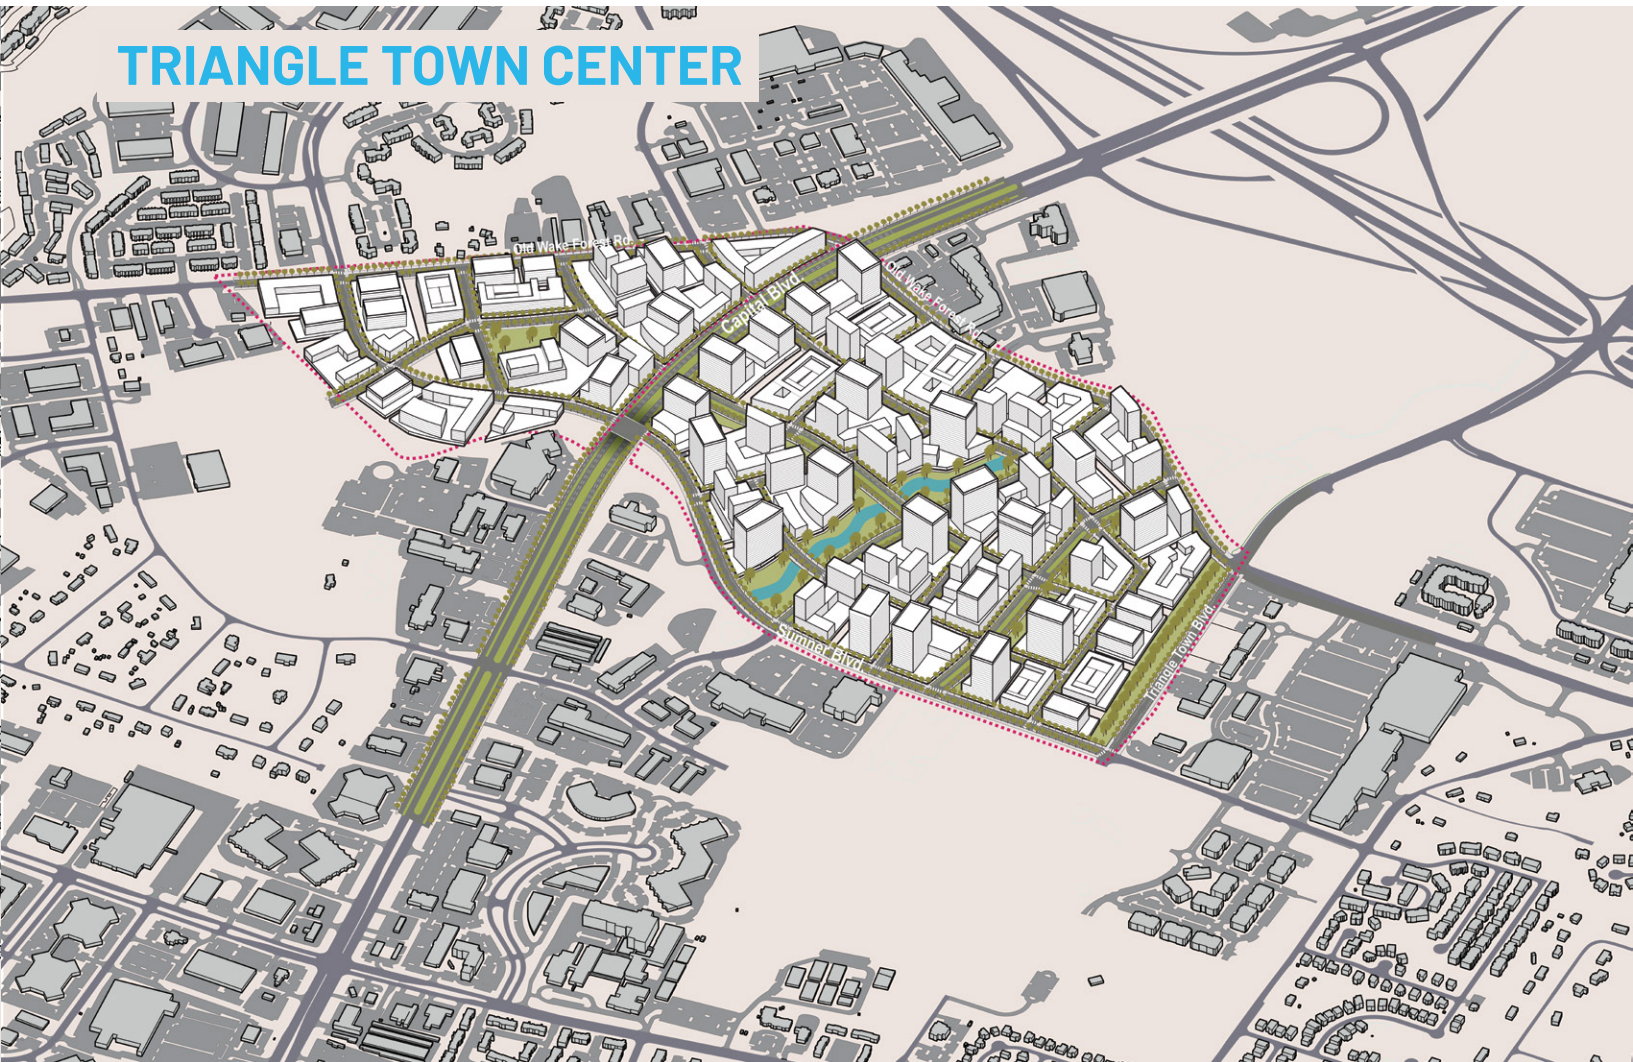 TRIANGLE TOWN CENTER
Old Wake Forest Rd.
Capital Blvd.
Old Wake Forest Rd.
Sumner Blvd.
Triangle Town Blvd.